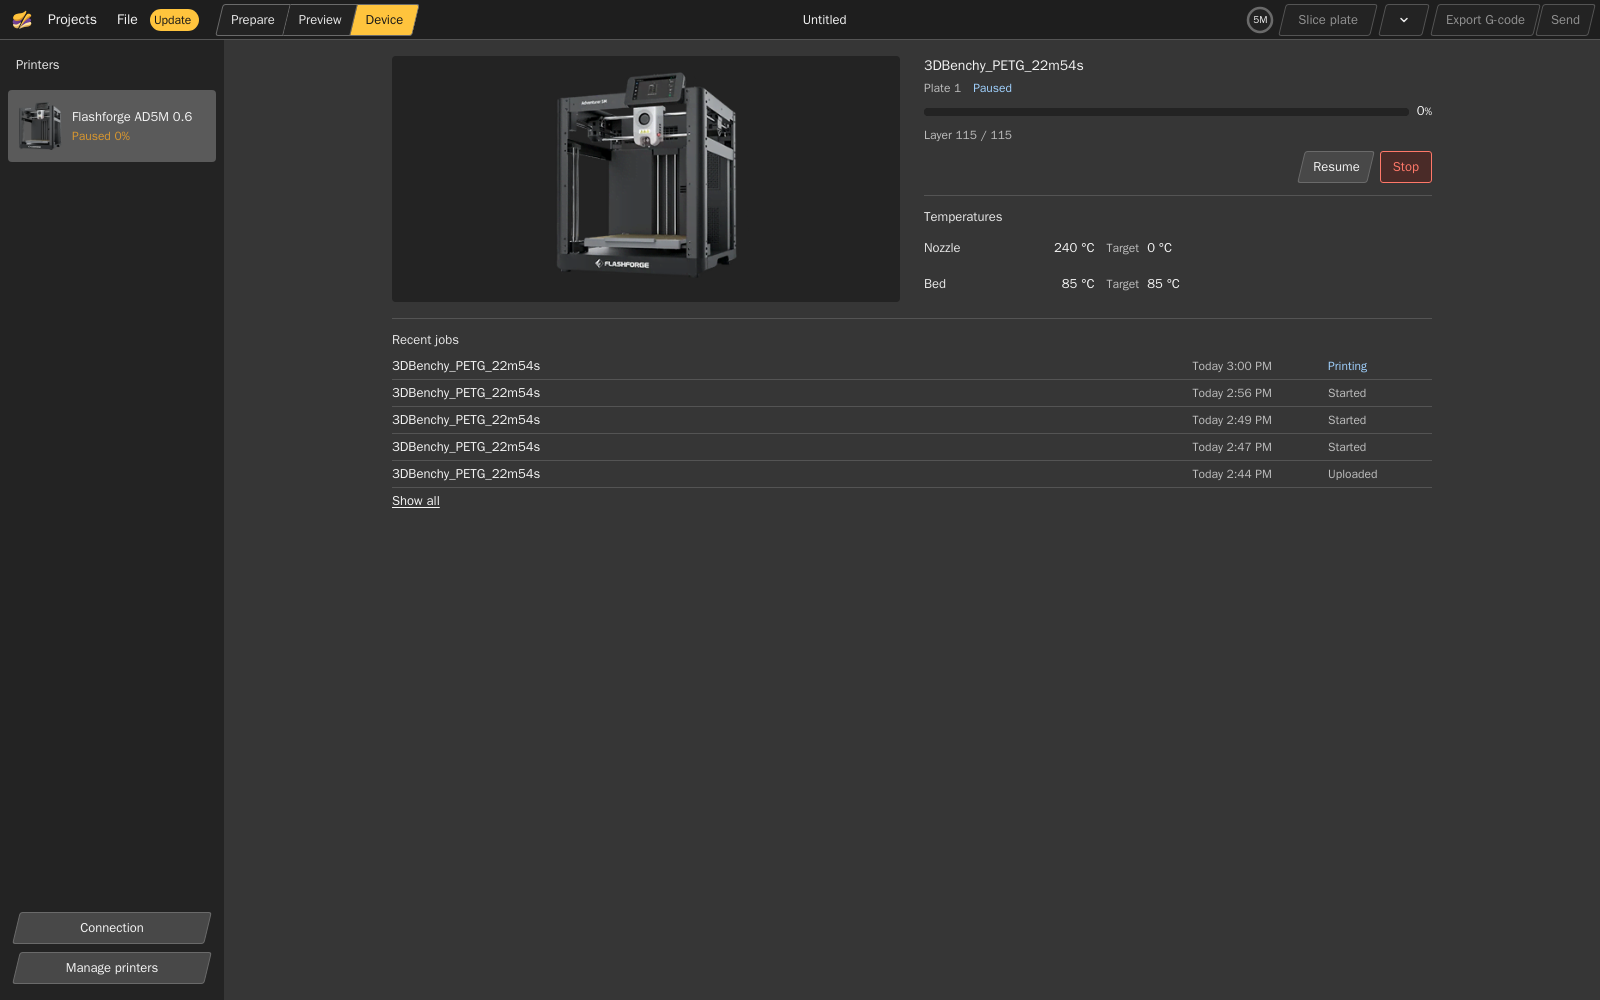 Projects File Update Prepare Preview Device Untitled 5M Slice plate Export G-code Send
Printers
Flashforge AD5M 0.6
Paused 0%
Adventurer 5M
FLASHFORGE
3DBenchy_PETG_22m54s
Plate 1 Paused
0%
Layer 115 / 115
Resume Stop
Temperatures
Nozzle 240 °C Target 0 °C
Bed 85 °C Target 85 °C
Recent jobs
3DBenchy_PETG_22m54s Today 3:00 PM Printing
3DBenchy_PETG_22m54s Today 2:56 PM Started
3DBenchy_PETG_22m54s Today 2:49 PM Started
3DBenchy_PETG_22m54s Today 2:47 PM Started
3DBenchy_PETG_22m54s Today 2:44 PM Uploaded
Show all
Connection
Manage printers